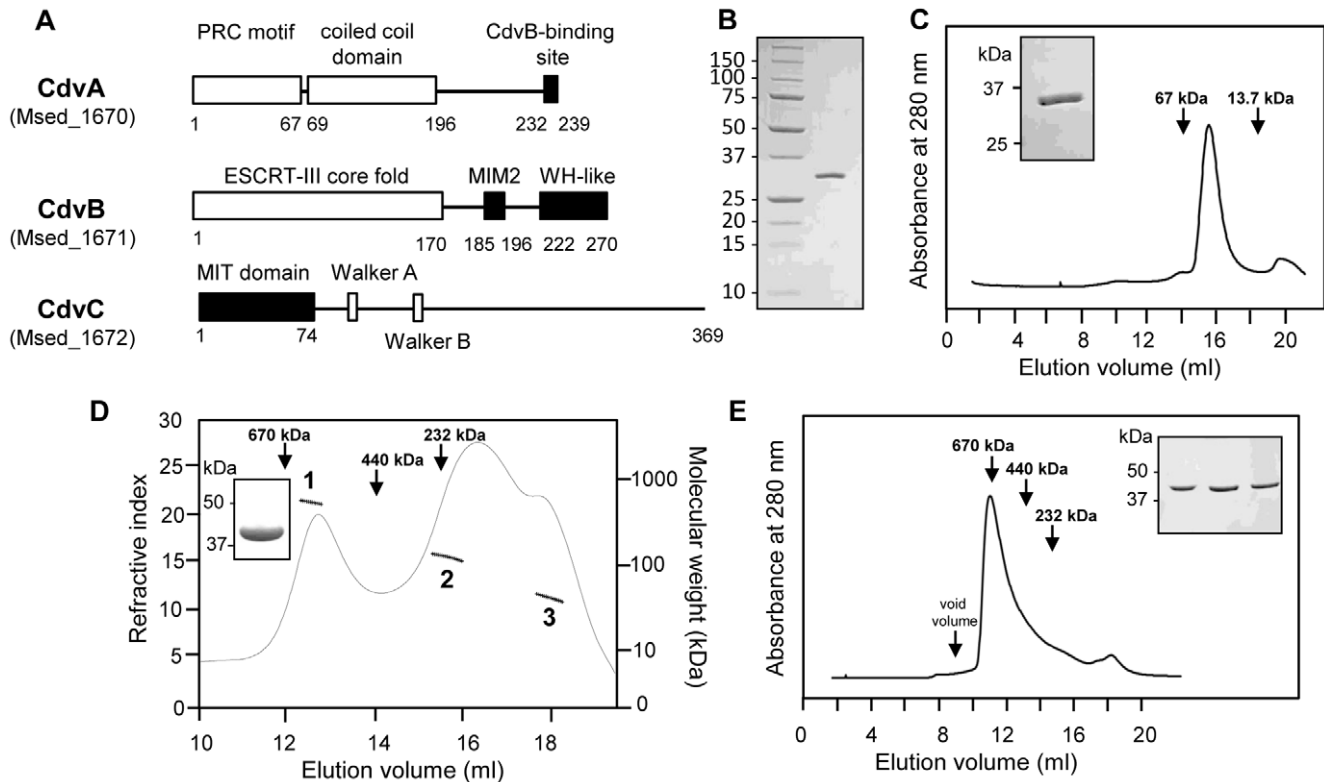 A
PRC motif
coiled coil
domain
CdvB-binding
site
CdvA
(Msed_1670)
1
67
69
196
232
239
ESCRT-III core fold
MIM2
WH-like
CdvB
(Msed_1671)
1
170
185
196
222
270
MIT domain
Walker A
CdvC
(Msed_1672)
1
74
Walker B
369
B
150
100
75
50
37
25
20
15
10
C
kDa
37
25
67 kDa
13.7 kDa
Absorbance at 280 nm
0
4
8
12
16
20
Elution volume (ml)
D
30
25
20
15
10
5
0
Refractive index
670 kDa
440 kDa
232 kDa
kDa
50
37
1
2
3
1000
100
10
0
Molecular weight (kDa)
10
12
14
16
18
Elution volume (ml)
E
Absorbance at 280 nm
670 kDa
440 kDa
232 kDa
void
volume
kDa
50
37
0
4
8
12
16
20
Elution volume (ml)